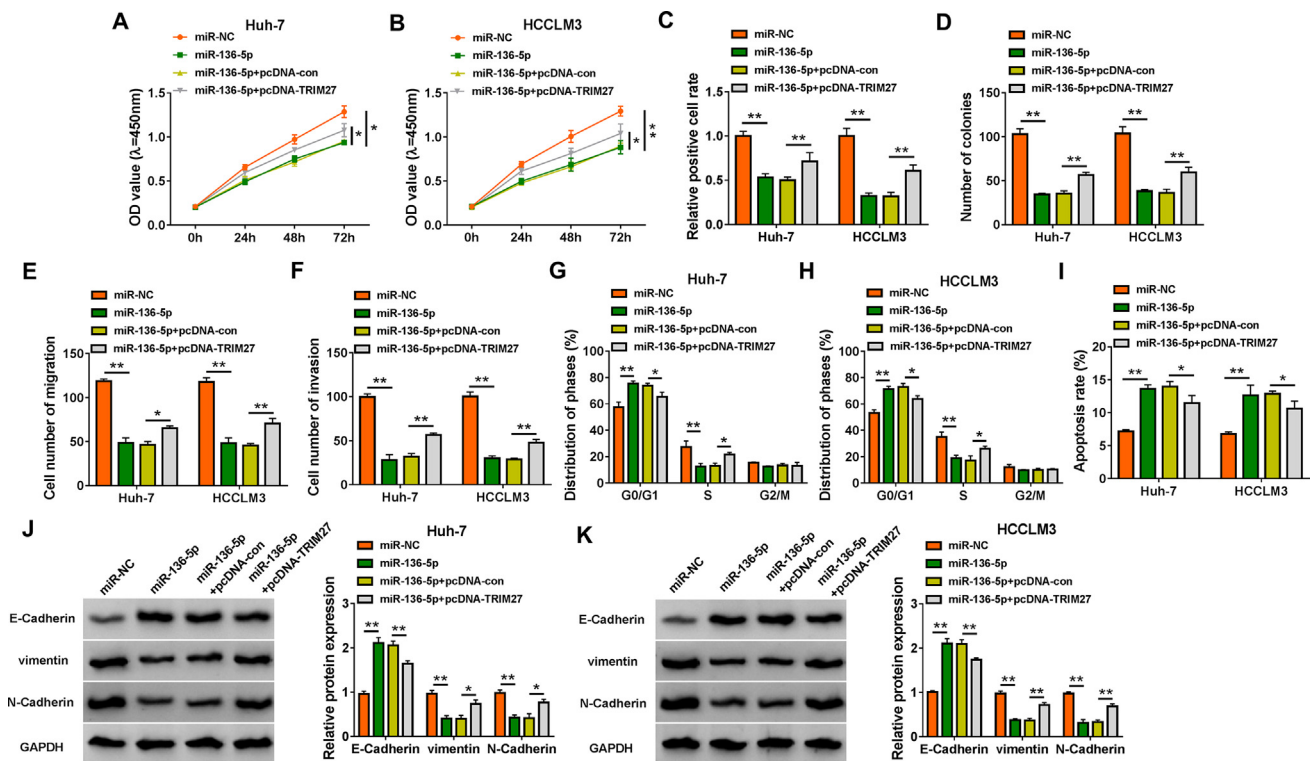 A
Huh-7
miR-NC
miR-136-5p
miR-136-5p+pcDNA-con
miR-136-5p+pcDNA-TRIM27
OD value (λ=450nm)
1.5
1.0
0.5
0.0
0h 24h 48h 72h
* *
B
HCCLM3
miR-NC
miR-136-5p
miR-136-5p+pcDNA-con
miR-136-5p+pcDNA-TRIM27
OD value (λ=450nm)
1.5
1.0
0.5
0.0
0h 24h 48h 72h
* **
C
miR-NC
miR-136-5p
miR-136-5p+pcDNA-con
miR-136-5p+pcDNA-TRIM27
Relative positive cell rate
1.5
1.0
0.5
0.0
** ** ** **
Huh-7 HCCLM3
D
miR-NC
miR-136-5p
miR-136-5p+pcDNA-con
miR-136-5p+pcDNA-TRIM27
Number of colonies
150
100
50
0
** ** ** **
Huh-7 HCCLM3
E
miR-NC
miR-136-5p
miR-136-5p+pcDNA-con
miR-136-5p+pcDNA-TRIM27
Cell number of migration
150
100
50
0
** * ** **
Huh-7 HCCLM3
F
miR-NC
miR-136-5p
miR-136-5p+pcDNA-con
miR-136-5p+pcDNA-TRIM27
Cell number of invasion
150
100
50
0
** ** ** **
Huh-7 HCCLM3
G
Huh-7
miR-NC
miR-136-5p
miR-136-5p+pcDNA-con
miR-136-5p+pcDNA-TRIM27
Distribution of phases (%)
100
80
60
40
20
0
** * ** *
G0/G1 S G2/M
H
HCCLM3
miR-NC
miR-136-5p
miR-136-5p+pcDNA-con
miR-136-5p+pcDNA-TRIM27
Distribution of phases (%)
100
80
60
40
20
0
** * ** *
G0/G1 S G2/M
I
miR-NC
miR-136-5p
miR-136-5p+pcDNA-con
miR-136-5p+pcDNA-TRIM27
Apoptosis rate (%)
20
15
10
5
0
** * ** *
Huh-7 HCCLM3
J
miR-NC
miR-136-5p
miR-136-5p
+pcDNA-con
miR-136-5p
+pcDNA-TRIM27
E-Cadherin
vimentin
N-Cadherin
GAPDH
Huh-7
miR-NC
miR-136-5p
miR-136-5p+pcDNA-con
miR-136-5p+pcDNA-TRIM27
Relative protein expression
3
2
1
0
** ** ** * ** *
E-Cadherin vimentin N-Cadherin
K
miR-NC
miR-136-5p
miR-136-5p
+pcDNA-con
miR-136-5p
+pcDNA-TRIM27
E-Cadherin
vimentin
N-Cadherin
GAPDH
HCCLM3
miR-NC
miR-136-5p
miR-136-5p+pcDNA-con
miR-136-5p+pcDNA-TRIM27
Relative protein expression
3
2
1
0
** ** ** ** ** **
E-Cadherin vimentin N-Cadherin